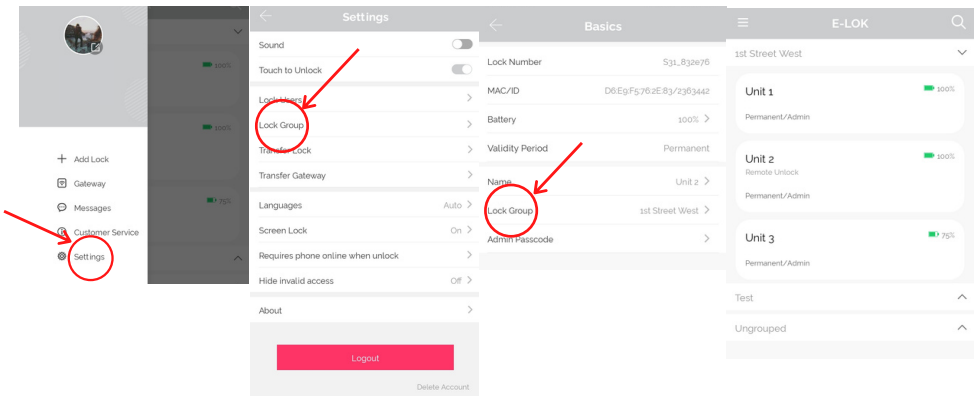 100%
100%
75%
+ Add Lock
Gateway
Messages
Customer Service
Settings
Settings
Sound
Touch to Unlock
Lock Users
Lock Group
Transfer Lock
Transfer Gateway
Languages Auto
Screen Lock On
Requires phone online when unlock
Hide invalid access Off
About
Logout
Delete Account
Basics
Lock Number S31_832e76
MAC/ID D6:E9:F5:76:2E:83/2363442
Battery 100%
Validity Period Permanent
Name Unit 2
Lock Group 1st Street West
Admin Passcode
E-LOK
1st Street West
Unit 1 100%
Permanent/Admin
Unit 2 100%
Remote Unlock
Permanent/Admin
Unit 3 75%
Permanent/Admin
Test
Ungrouped